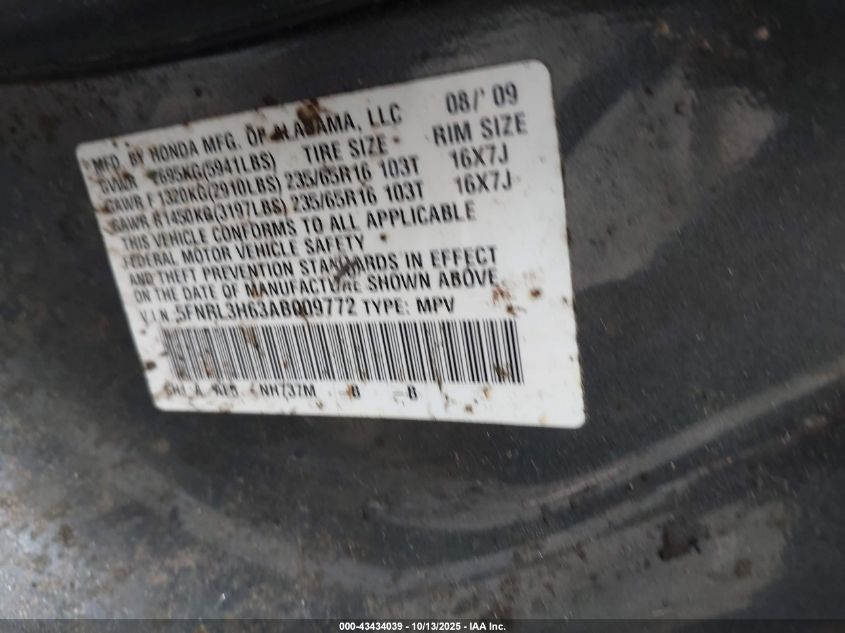 MFD. BY HONDA MFG. OF ALABAMA, LLC 08/' 09
GVWR 2695KG(5941LBS) TIRE SIZE RIM SIZE
GAWR F 1320KG(2910LBS) 235/65R16 103T 16X7J
GAWR R 1450KG(3197LBS) 235/65R16 103T 16X7J
THIS VEHICLE CONFORMS TO ALL APPLICABLE
FEDERAL MOTOR VEHICLE SAFETY
AND THEFT PREVENTION STANDARDS IN EFFECT
ON THE DATE OF MANUFACTURE SHOWN ABOVE
V.I.N. 5FNRL3H63AB009772 TYPE: MPV
NH737M B B
000-43434039 - 10/13/2025 - IAA Inc.